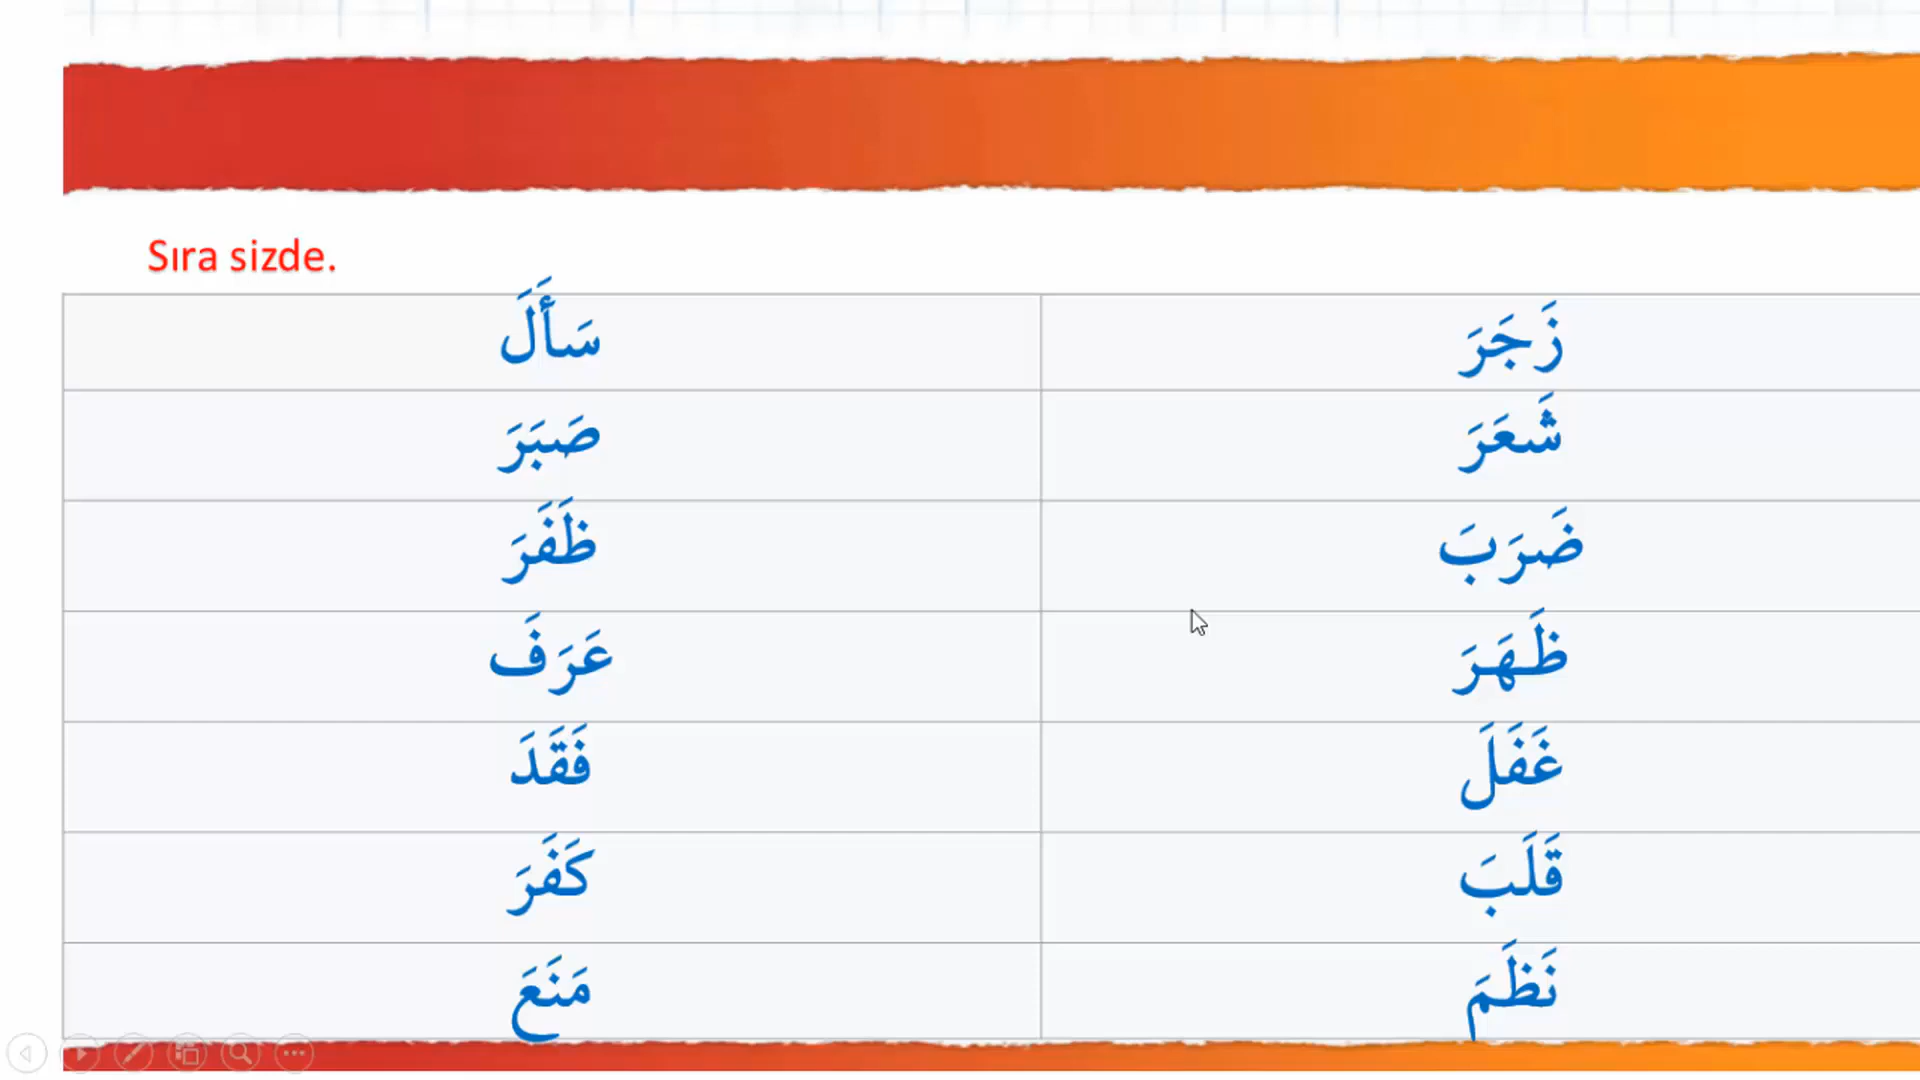 Sıra sizde.
زَجَرَ سَأَلَ
شَعَرَ صَبَرَ
ضَرَبَ ظَفَرَ
ظَهَرَ عَرَفَ
غَفَلَ فَقَدَ
قَلَبَ كَفَرَ
نَظَمَ مَنَعَ